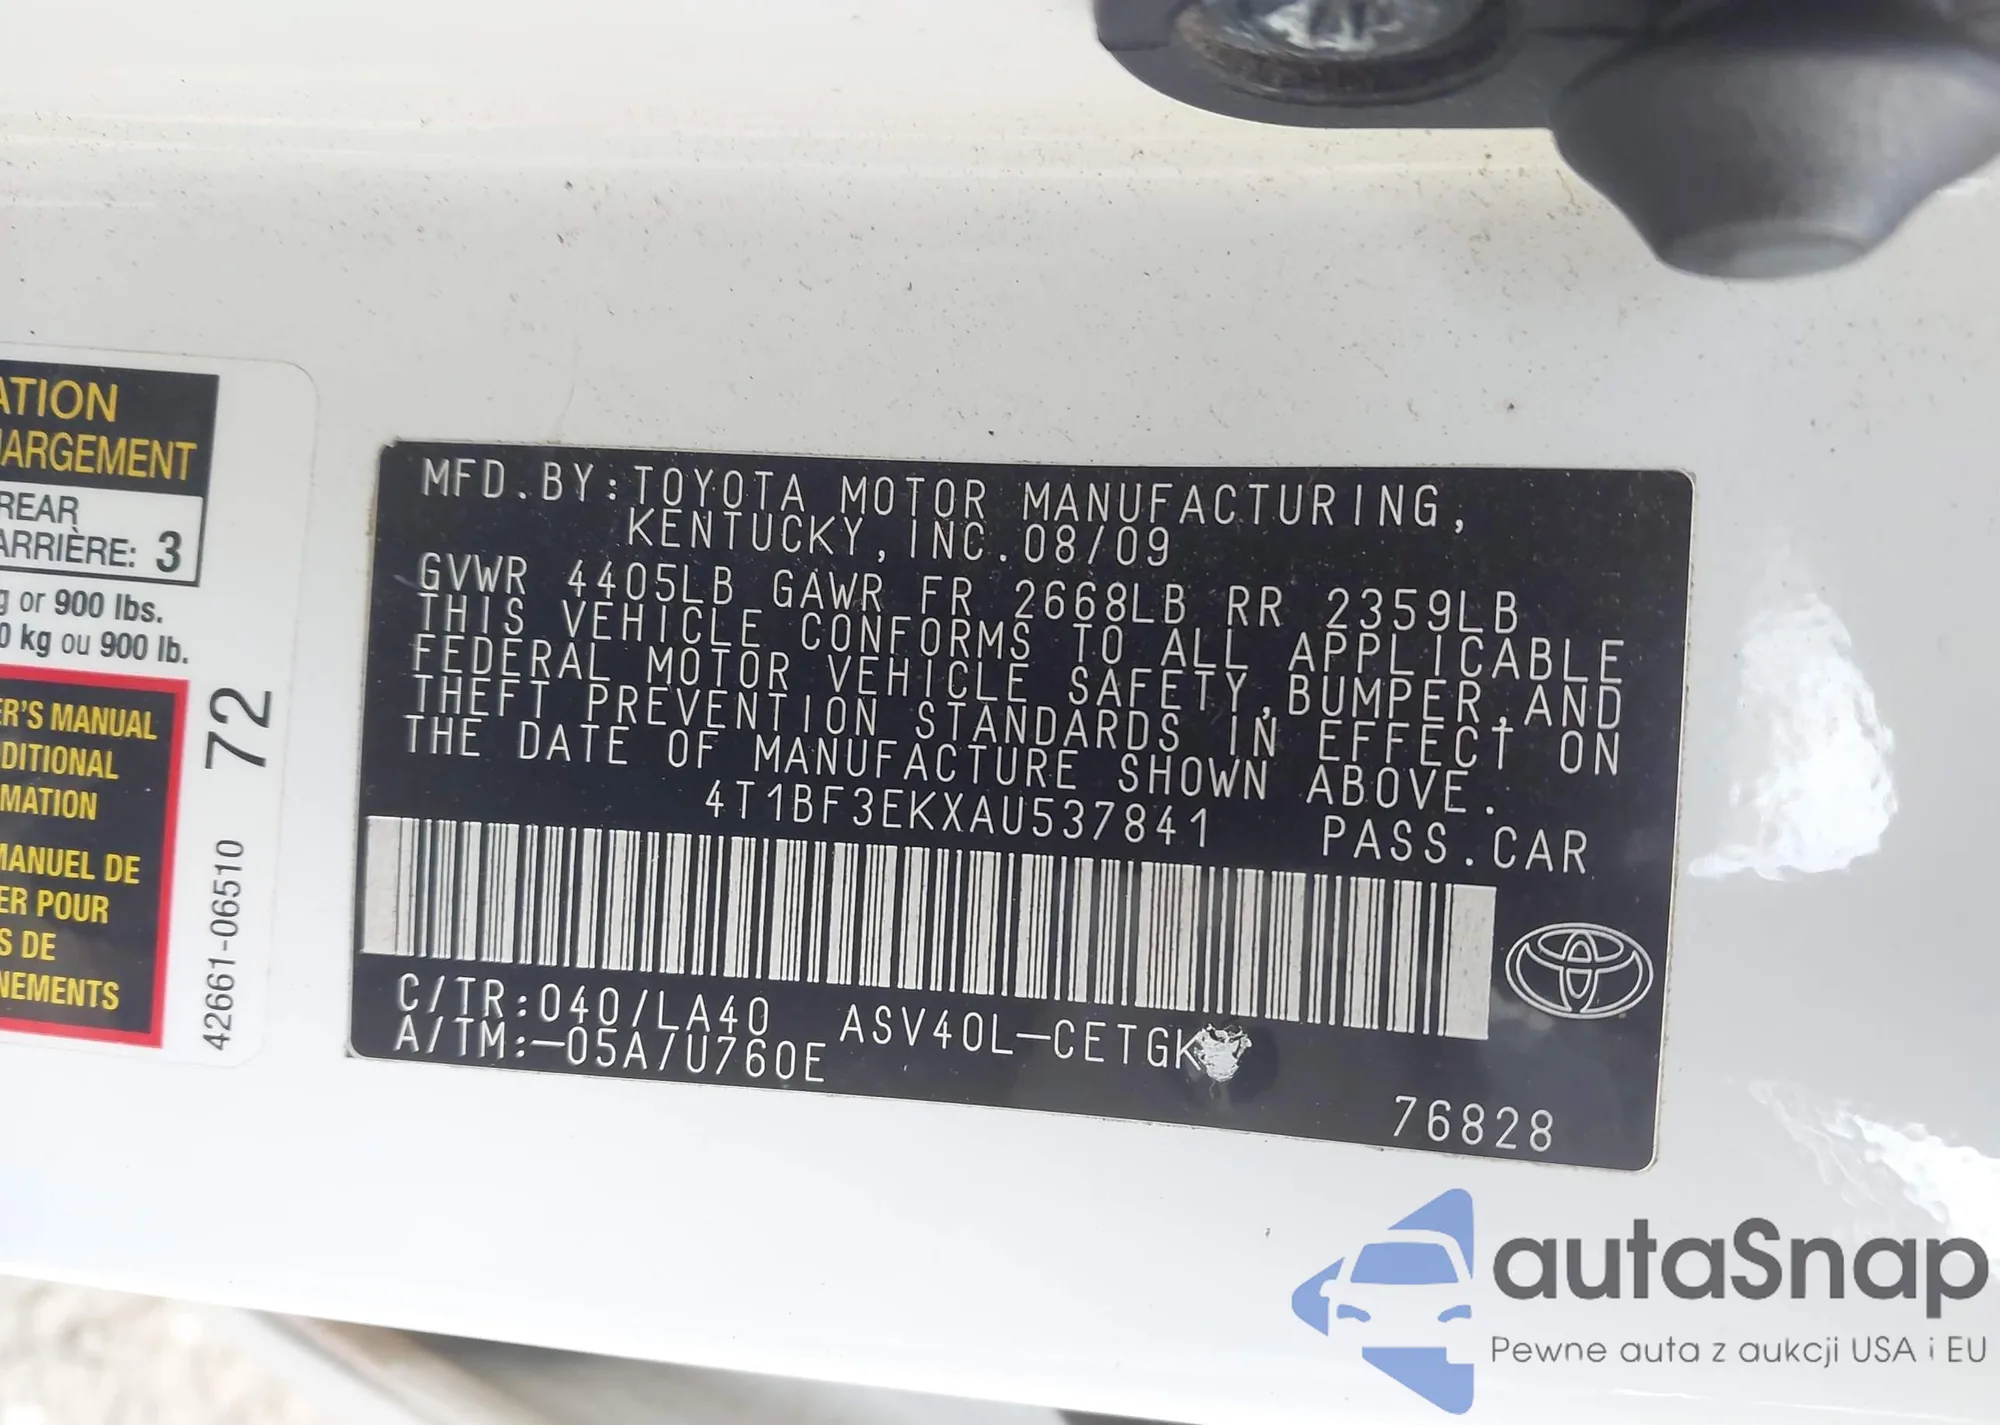 ATION
ARGEMENT
REAR
ARRIÈRE: 3
g or 900 lbs.
0 kg ou 900 lb.
ER'S MANUAL
DITIONAL
MATION
MANUEL DE
ER POUR
S DE
NEMENTS
72
42661-06510
MFD.BY:TOYOTA MOTOR MANUFACTURING,
KENTUCKY,INC.08/09
GVWR 4405LB GAWR FR 2668LB RR 2359LB
THIS VEHICLE CONFORMS TO ALL APPLICABLE
FEDERAL MOTOR VEHICLE SAFETY,BUMPER,AND
THEFT PREVENTION STANDARDS IN EFFECT ON
THE DATE OF MANUFACTURE SHOWN ABOVE.
4T1BF3EKXAU537841 PASS.CAR
C/TR:040/LA40 ASV40L-CETGK
A/TM:-05A/U760E
76828
autaSnap
Pewne auta z aukcji USA i EU